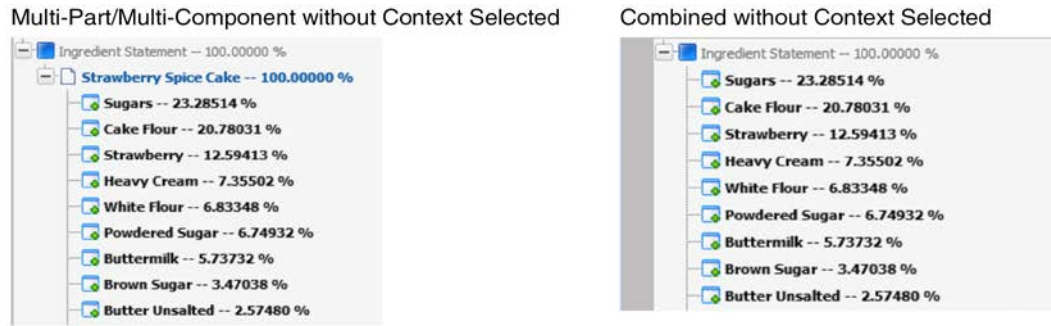 Multi-Part/Multi-Component without Context Selected
Ingredient Statement -- 100.00000 %
Strawberry Spice Cake -- 100.00000 %
Sugars -- 23.28514 %
Cake Flour -- 20.78031 %
Strawberry -- 12.59413 %
Heavy Cream -- 7.35502 %
White Flour -- 6.83348 %
Powdered Sugar -- 6.74932 %
Buttermilk -- 5.73732 %
Brown Sugar -- 3.47038 %
Butter Unsalted -- 2.57480 %
Combined without Context Selected
Ingredient Statement -- 100.00000 %
Sugars -- 23.28514 %
Cake Flour -- 20.78031 %
Strawberry -- 12.59413 %
Heavy Cream -- 7.35502 %
White Flour -- 6.83348 %
Powdered Sugar -- 6.74932 %
Buttermilk -- 5.73732 %
Brown Sugar -- 3.47038 %
Butter Unsalted -- 2.57480 %